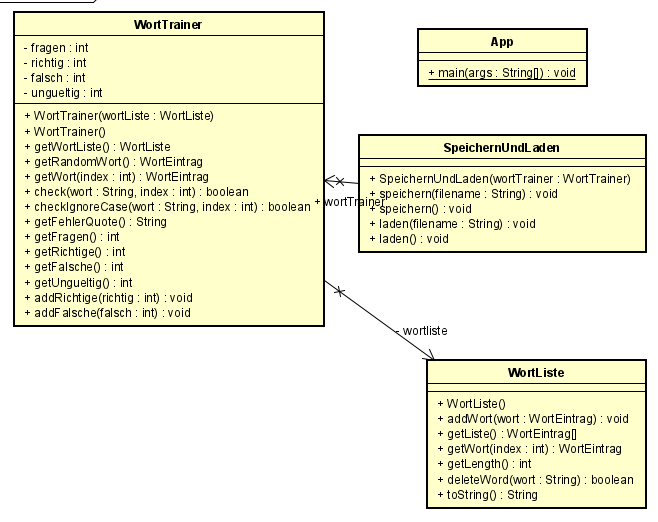 WortTrainer
- fragen : int
- richtig : int
- falsch : int
- ungueltig : int
+ WortTrainer(wortListe : WortListe)
+ WortTrainer()
+ getWortListe() : WortListe
+ getRandomWort() : WortEintrag
+ getWort(index : int) : WortEintrag
+ check(wort : String, index : int) : boolean
+ checkIgnoreCase(wort : String, index : int) : boolean
+ getFehlerQuote() : String
+ getFragen() : int
+ getRichtige() : int
+ getFalsche() : int
+ getUngueltig() : int
+ addRichtige(richtig : int) : void
+ addFalsche(falsch : int) : void
App
+ main(args : String[]) : void
SpeichernUndLaden
+ SpeichernUndLaden(wortTrainer : WortTrainer)
+ speichern(filename : String) : void
+ speichern() : void
+ laden(filename : String) : void
+ laden() : void
+ wortTrainer
- wortliste
WortListe
+ WortListe()
+ addWort(wort : WortEintrag) : void
+ getListe() : WortEintrag[]
+ getWort(index : int) : WortEintrag
+ getLength() : int
+ deleteWord(wort : String) : boolean
+ toString() : String